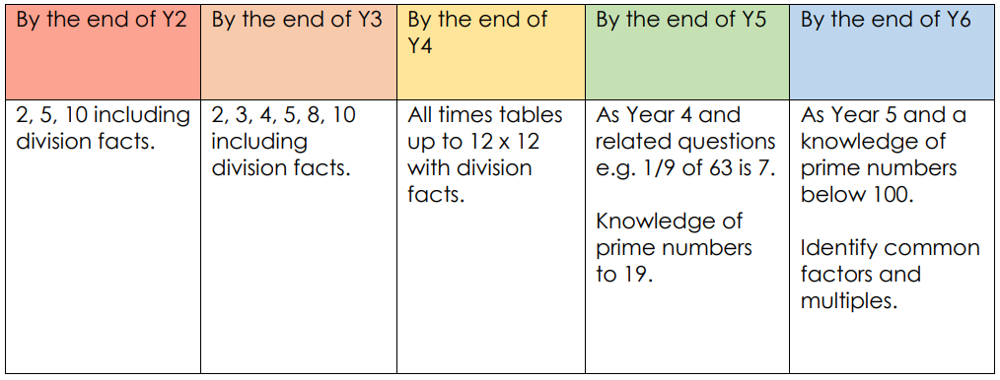 By the end of Y2
By the end of Y3
By the end of
Y4
By the end of Y5
By the end of Y6
2, 5, 10 including
division facts.
2, 3, 4, 5, 8, 10
including
division facts.
All times tables
up to 12 x 12
with division
facts.
As Year 4 and
related questions
e.g. 1/9 of 63 is 7.
Knowledge of
prime numbers
to 19.
As Year 5 and a
knowledge of
prime numbers
below 100.
Identify common
factors and
multiples.